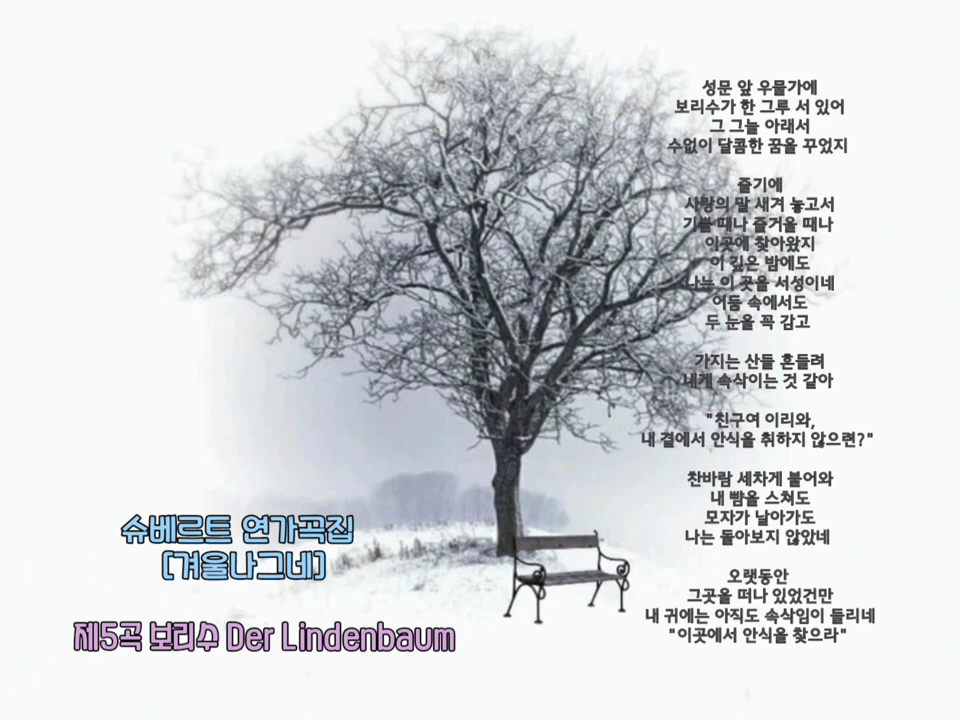 성문 앞 우물가에
보리수가 한 그루 서 있어
그 그늘 아래서
수없이 달콤한 꿈을 꾸었지
줄기에
사랑의 말 새겨 놓고서
기쁠 때나 즐거울 때나
이곳에 찾아왔지
이 깊은 밤에도
나는 이 곳을 서성이네
어둠 속에서도
두 눈을 꼭 감고
가지는 산들 흔들려
내게 속삭이는 것 같아
"친구여 이리와,
내 곁에서 안식을 취하지 않으련?"
찬바람 세차게 불어와
내 뺨을 스쳐도
모자가 날아가도
나는 돌아보지 않았네
오랫동안
그곳을 떠나 있었건만
내 귀에는 아직도 속삭임이 들리네
"이곳에서 안식을 찾으라"
슈베르트 연가곡집
[겨울나그네]
제5곡 보리수 Der Lindenbaum